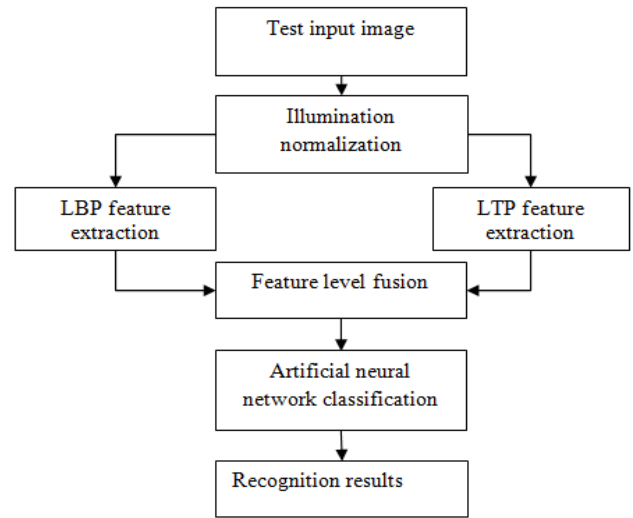 Test input image
Illumination
normalization
LBP feature
extraction
LTP feature
extraction
Feature level fusion
Artificial neural
network classification
Recognition results